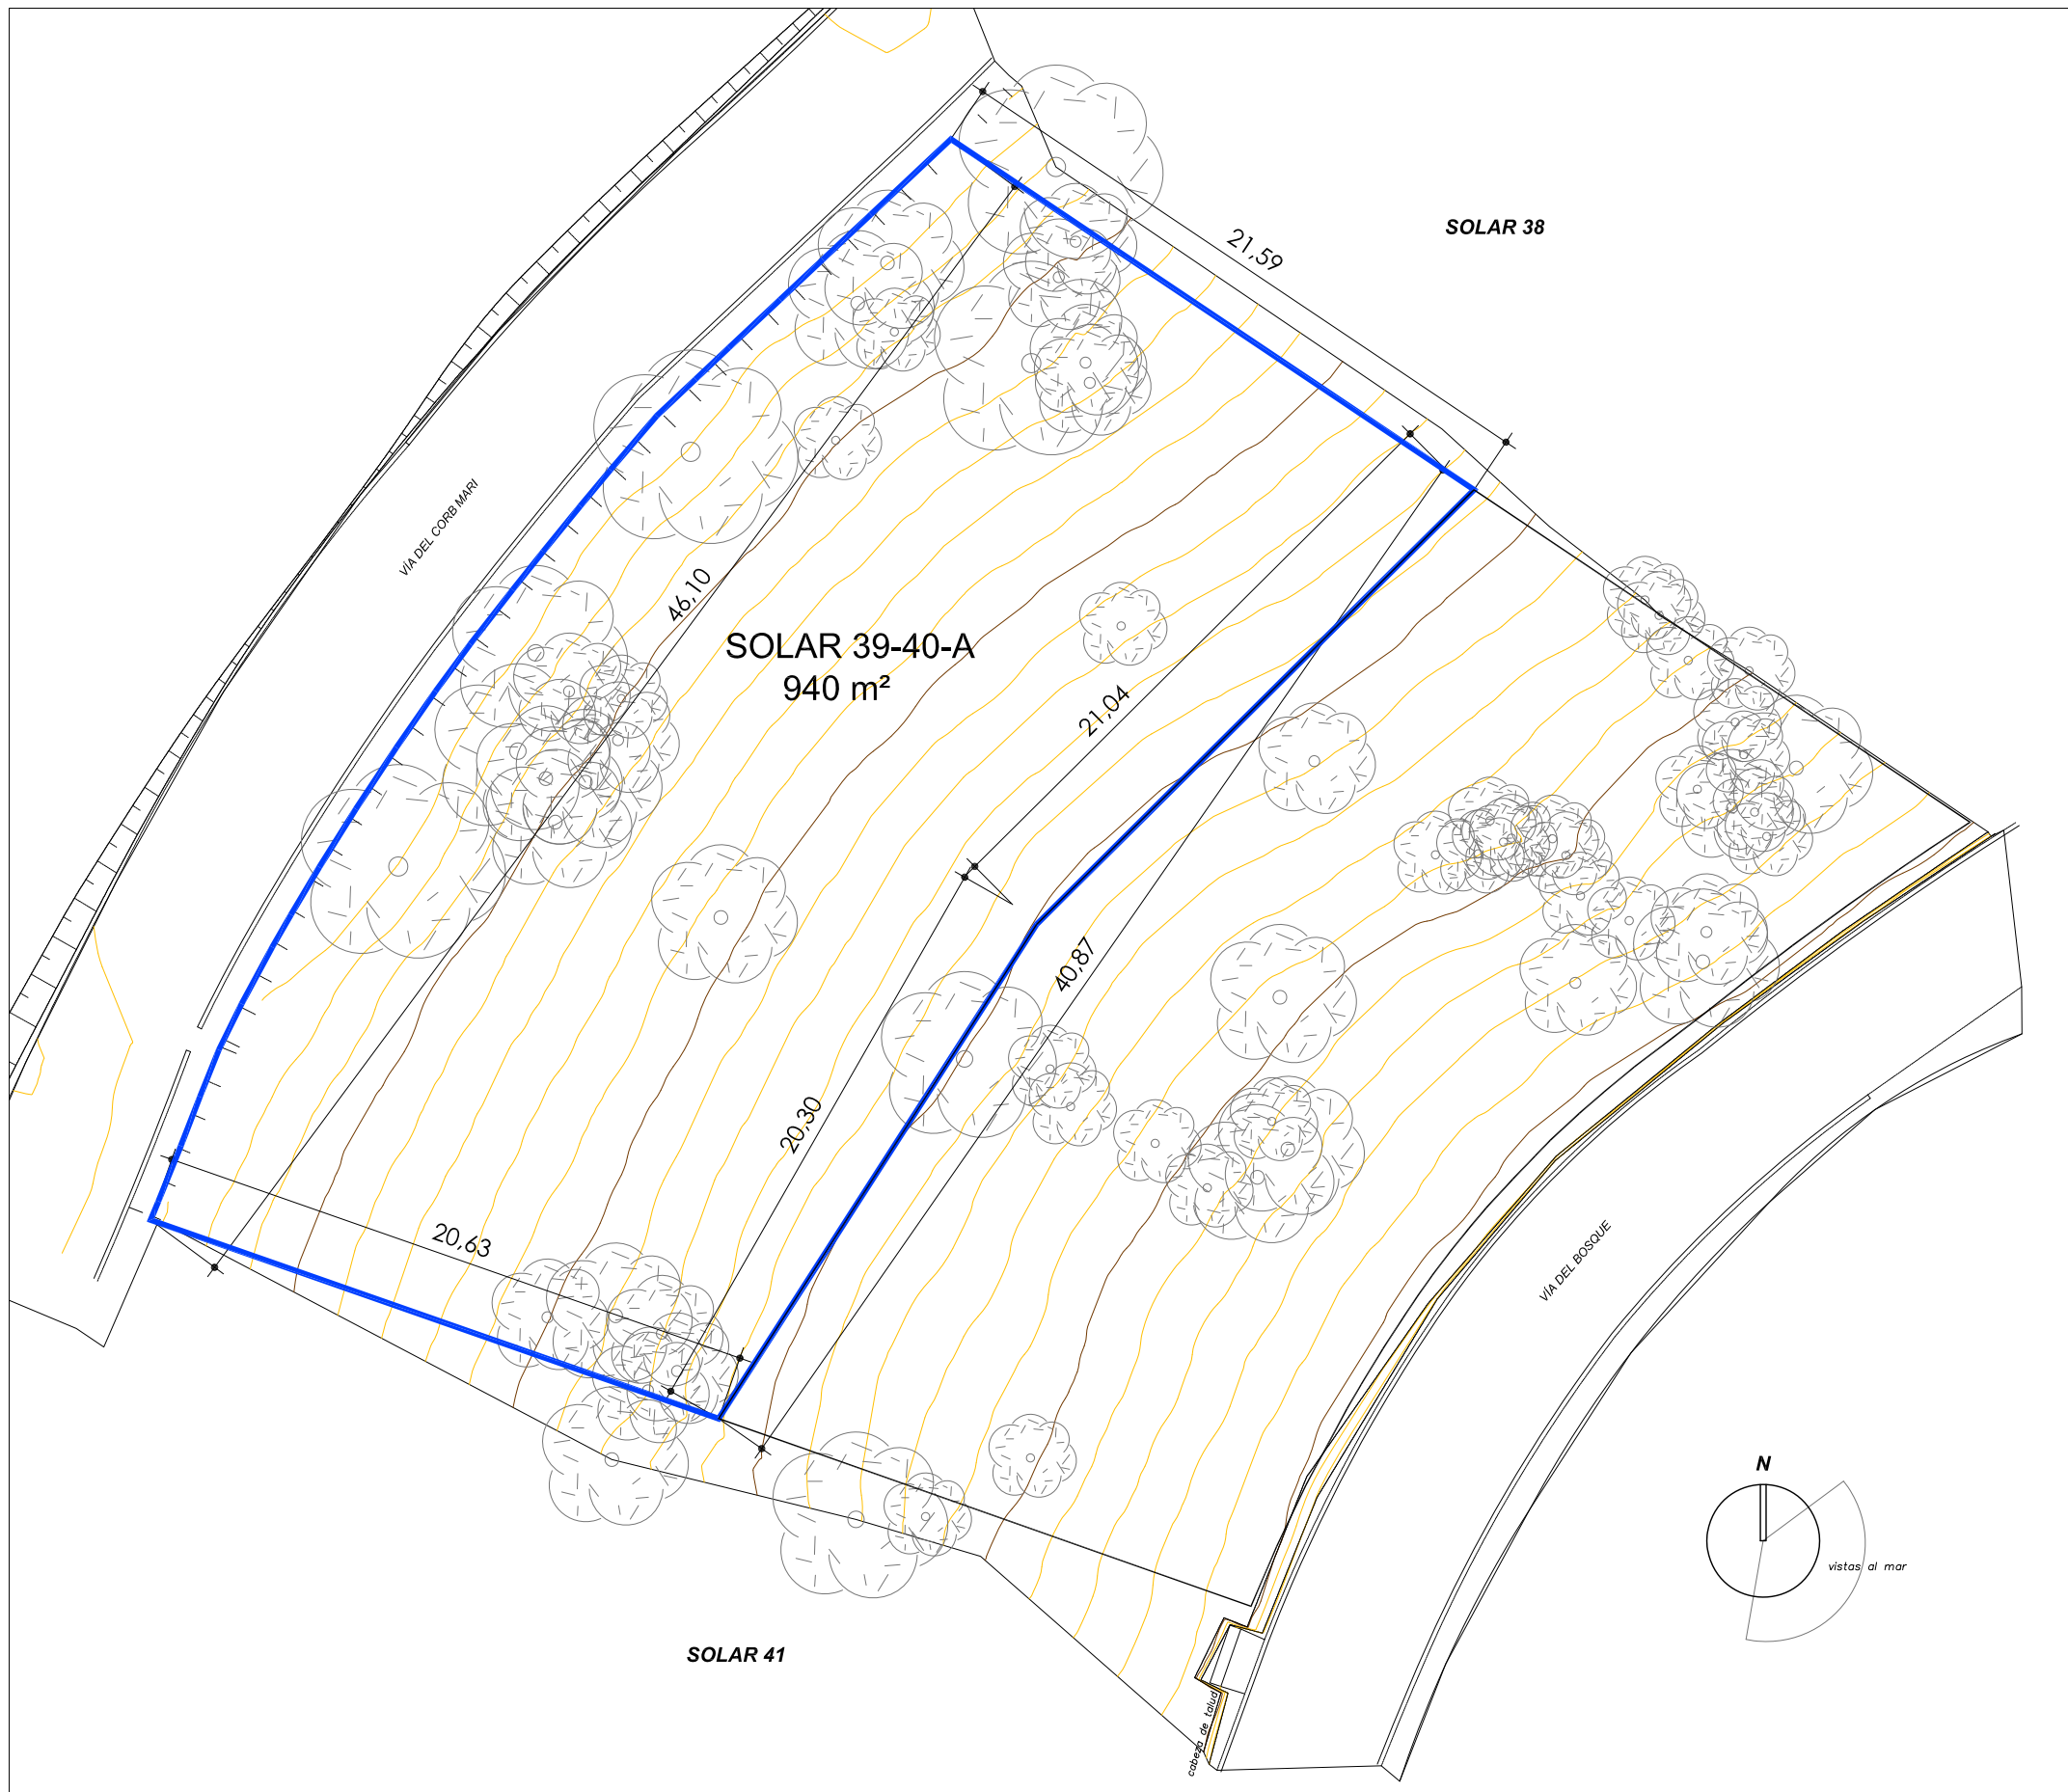 SOLAR 38
21,59
VÍA DEL CORB MARI
46,10
SOLAR 39-40-A
940 m²
21,04
40,87
20,30
20,63
VÍA DEL BOSQUE
N
vistas al mar
SOLAR 41
cabeza de talud